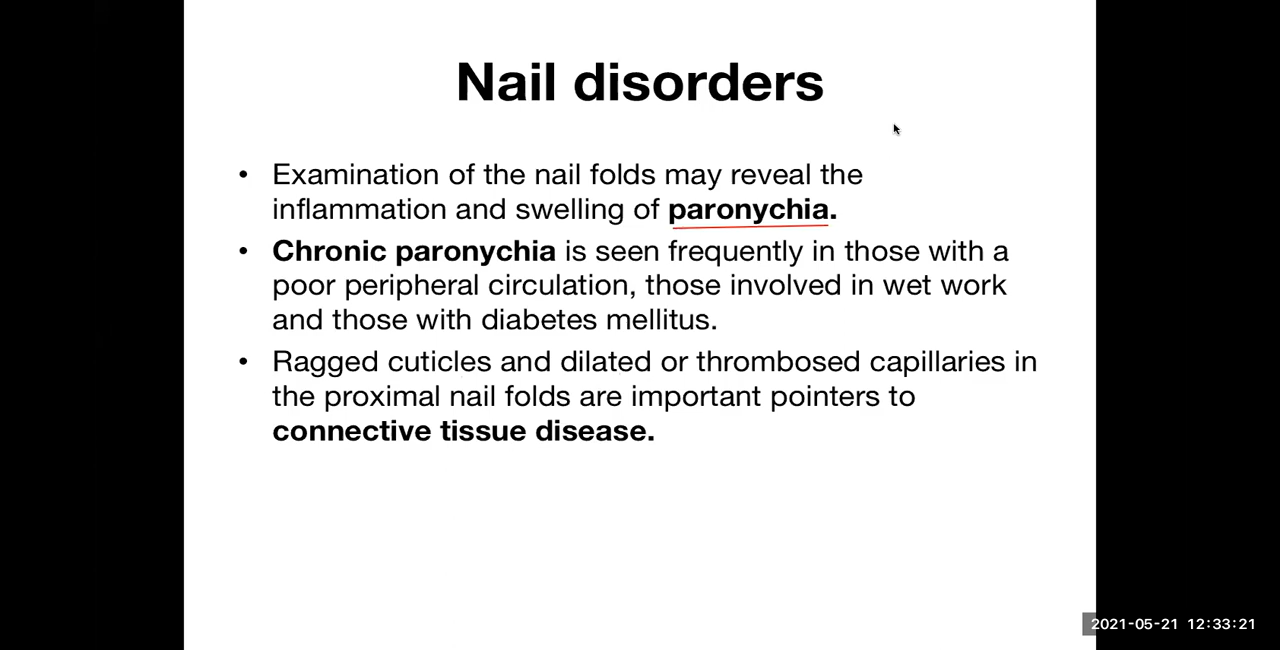 Nail disorders
• Examination of the nail folds may reveal the
inflammation and swelling of paronychia.
• Chronic paronychia is seen frequently in those with a
poor peripheral circulation, those involved in wet work
and those with diabetes mellitus.
• Ragged cuticles and dilated or thrombosed capillaries in
the proximal nail folds are important pointers to
connective tissue disease.
2021-05-21 12:33:21